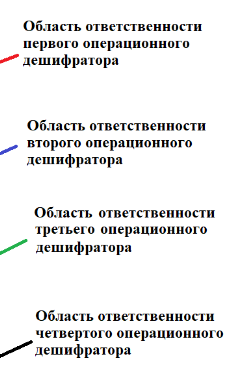 Область ответственности
первого операционного
дешифратора
Область ответственности
второго операционного
дешифратора
Область ответственности
третьего операционного
дешифратора
Область ответственности
четвертого операционного
дешифратора